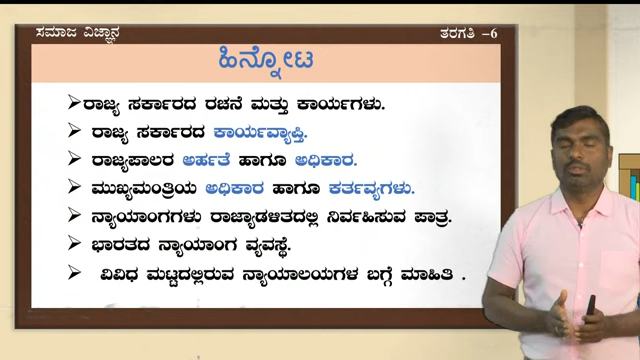 ಸಮಾಜ ವಿಜ್ಞಾನ
ತರಗತಿ -6
ಹಿನ್ನೋಟ
ರಾಜ್ಯ ಸರ್ಕಾರದ ರಚನೆ ಮತ್ತು ಕಾರ್ಯಗಳು.
ರಾಜ್ಯ ಸರ್ಕಾರದ ಕಾರ್ಯವ್ಯಾಪ್ತಿ.
ರಾಜ್ಯಪಾಲರ ಅರ್ಹತೆ ಹಾಗೂ ಅಧಿಕಾರ.
ಮುಖ್ಯಮಂತ್ರಿಯ ಅಧಿಕಾರ ಹಾಗೂ ಕರ್ತವ್ಯಗಳು.
ನ್ಯಾಯಾಂಗಗಳು ರಾಜ್ಯಾಡಳಿತದಲ್ಲಿ ನಿರ್ವಹಿಸುವ ಪಾತ್ರ.
ಭಾರತದ ನ್ಯಾಯಾಂಗ ವ್ಯವಸ್ಥೆ.
ವಿವಿಧ ಮಟ್ಟದಲ್ಲಿರುವ ನ್ಯಾಯಾಲಯಗಳ ಬಗ್ಗೆ ಮಾಹಿತಿ .